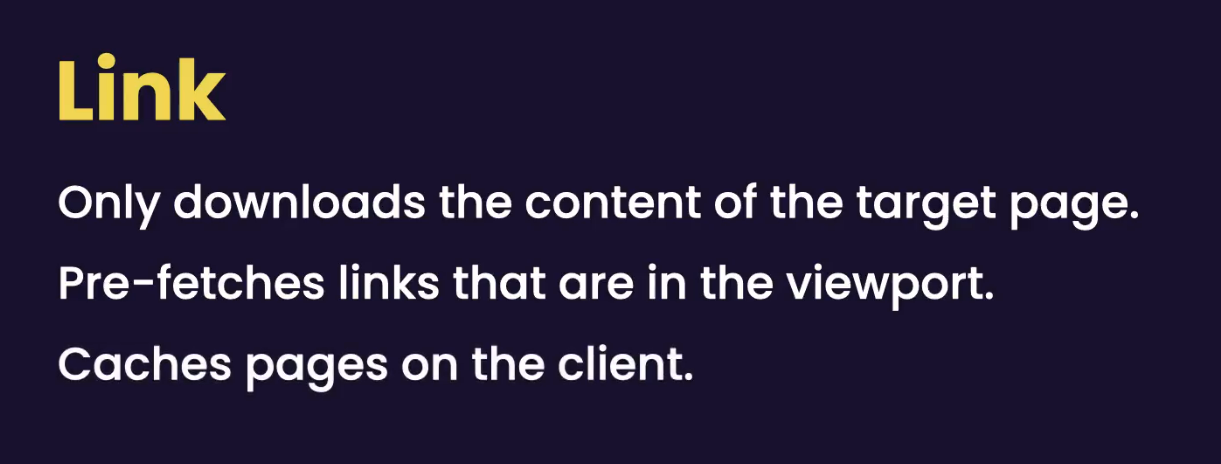 Link
Only downloads the content of the target page.
Pre-fetches links that are in the viewport.
Caches pages on the client.